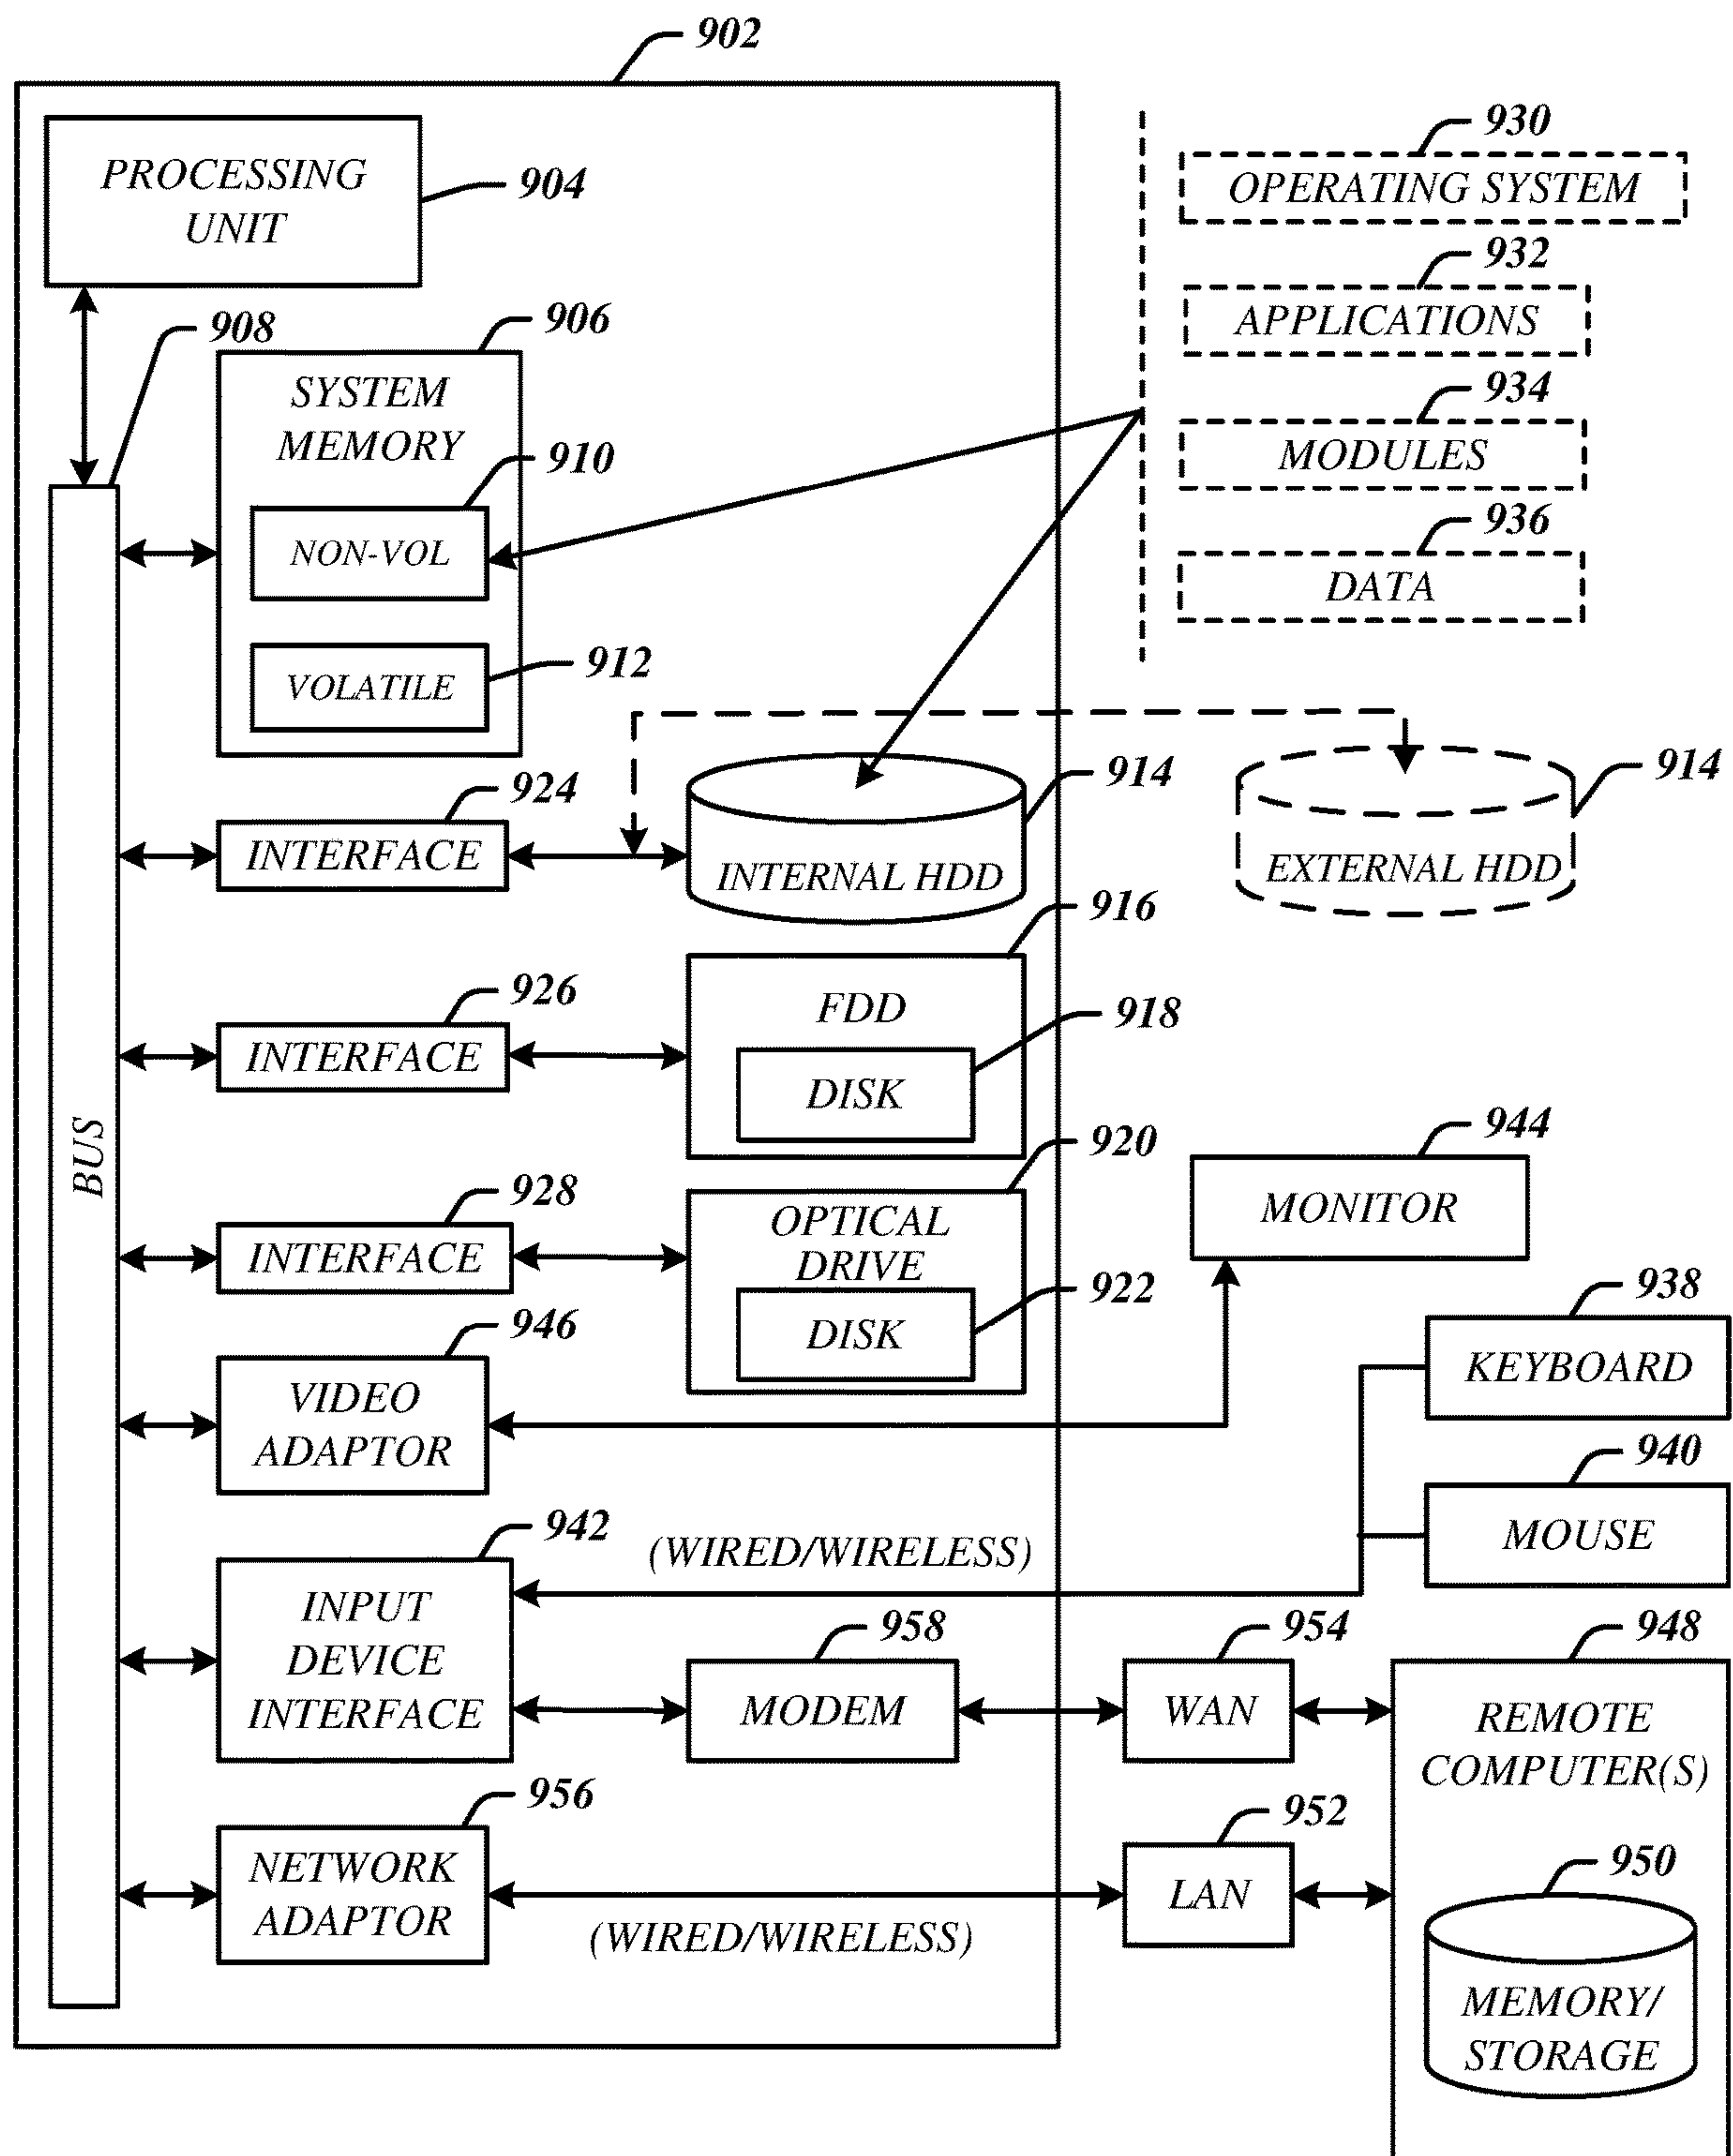 902
PROCESSING
UNIT
904
930
OPERATING SYSTEM
932
APPLICATIONS
934
MODULES
936
DATA
908
906
SYSTEM
MEMORY
910
NON-VOL
912
VOLATILE
924
INTERFACE
914
INTERNAL HDD
914
EXTERNAL HDD
916
FDD
918
DISK
926
INTERFACE
BUS
920
OPTICAL
DRIVE
922
DISK
928
INTERFACE
944
MONITOR
946
VIDEO
ADAPTOR
938
KEYBOARD
940
MOUSE
942
INPUT
DEVICE
INTERFACE
(WIRED/WIRELESS)
958
MODEM
954
WAN
948
REMOTE
COMPUTER(S)
956
NETWORK
ADAPTOR
(WIRED/WIRELESS)
952
LAN
950
MEMORY/
STORAGE